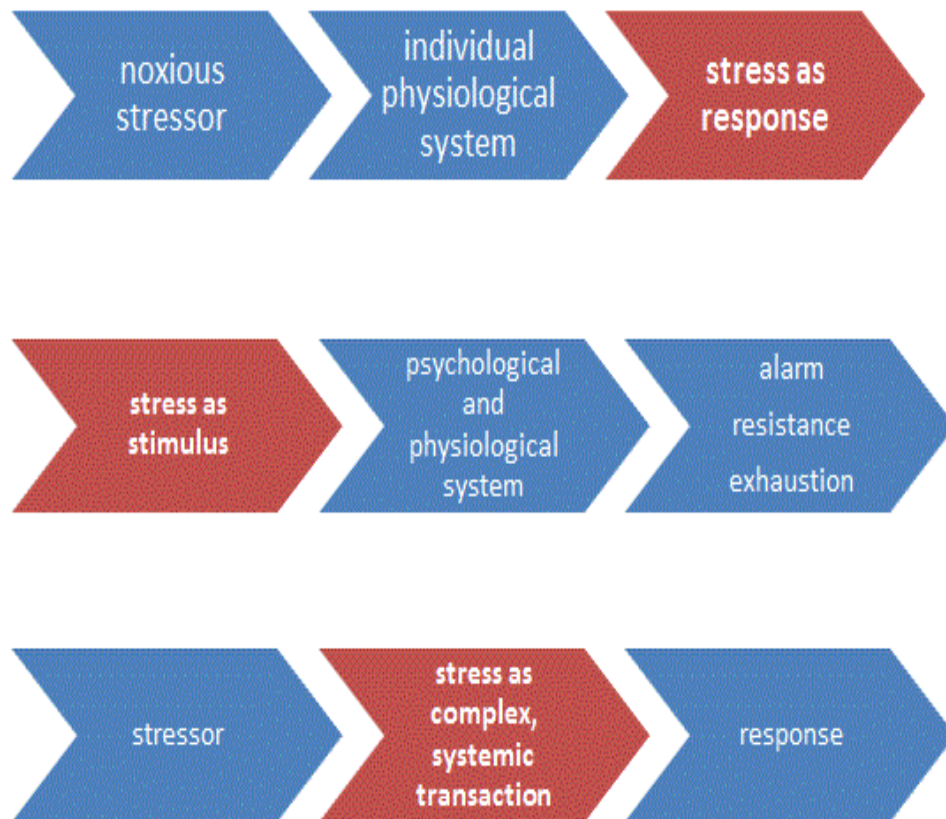 noxious
stressor
individual
physiological
system
stress as
response
stress as
stimulus
psychological
and
physiological
system
alarm
resistance
exhaustion
stressor
stress as
complex,
systemic
transaction
response